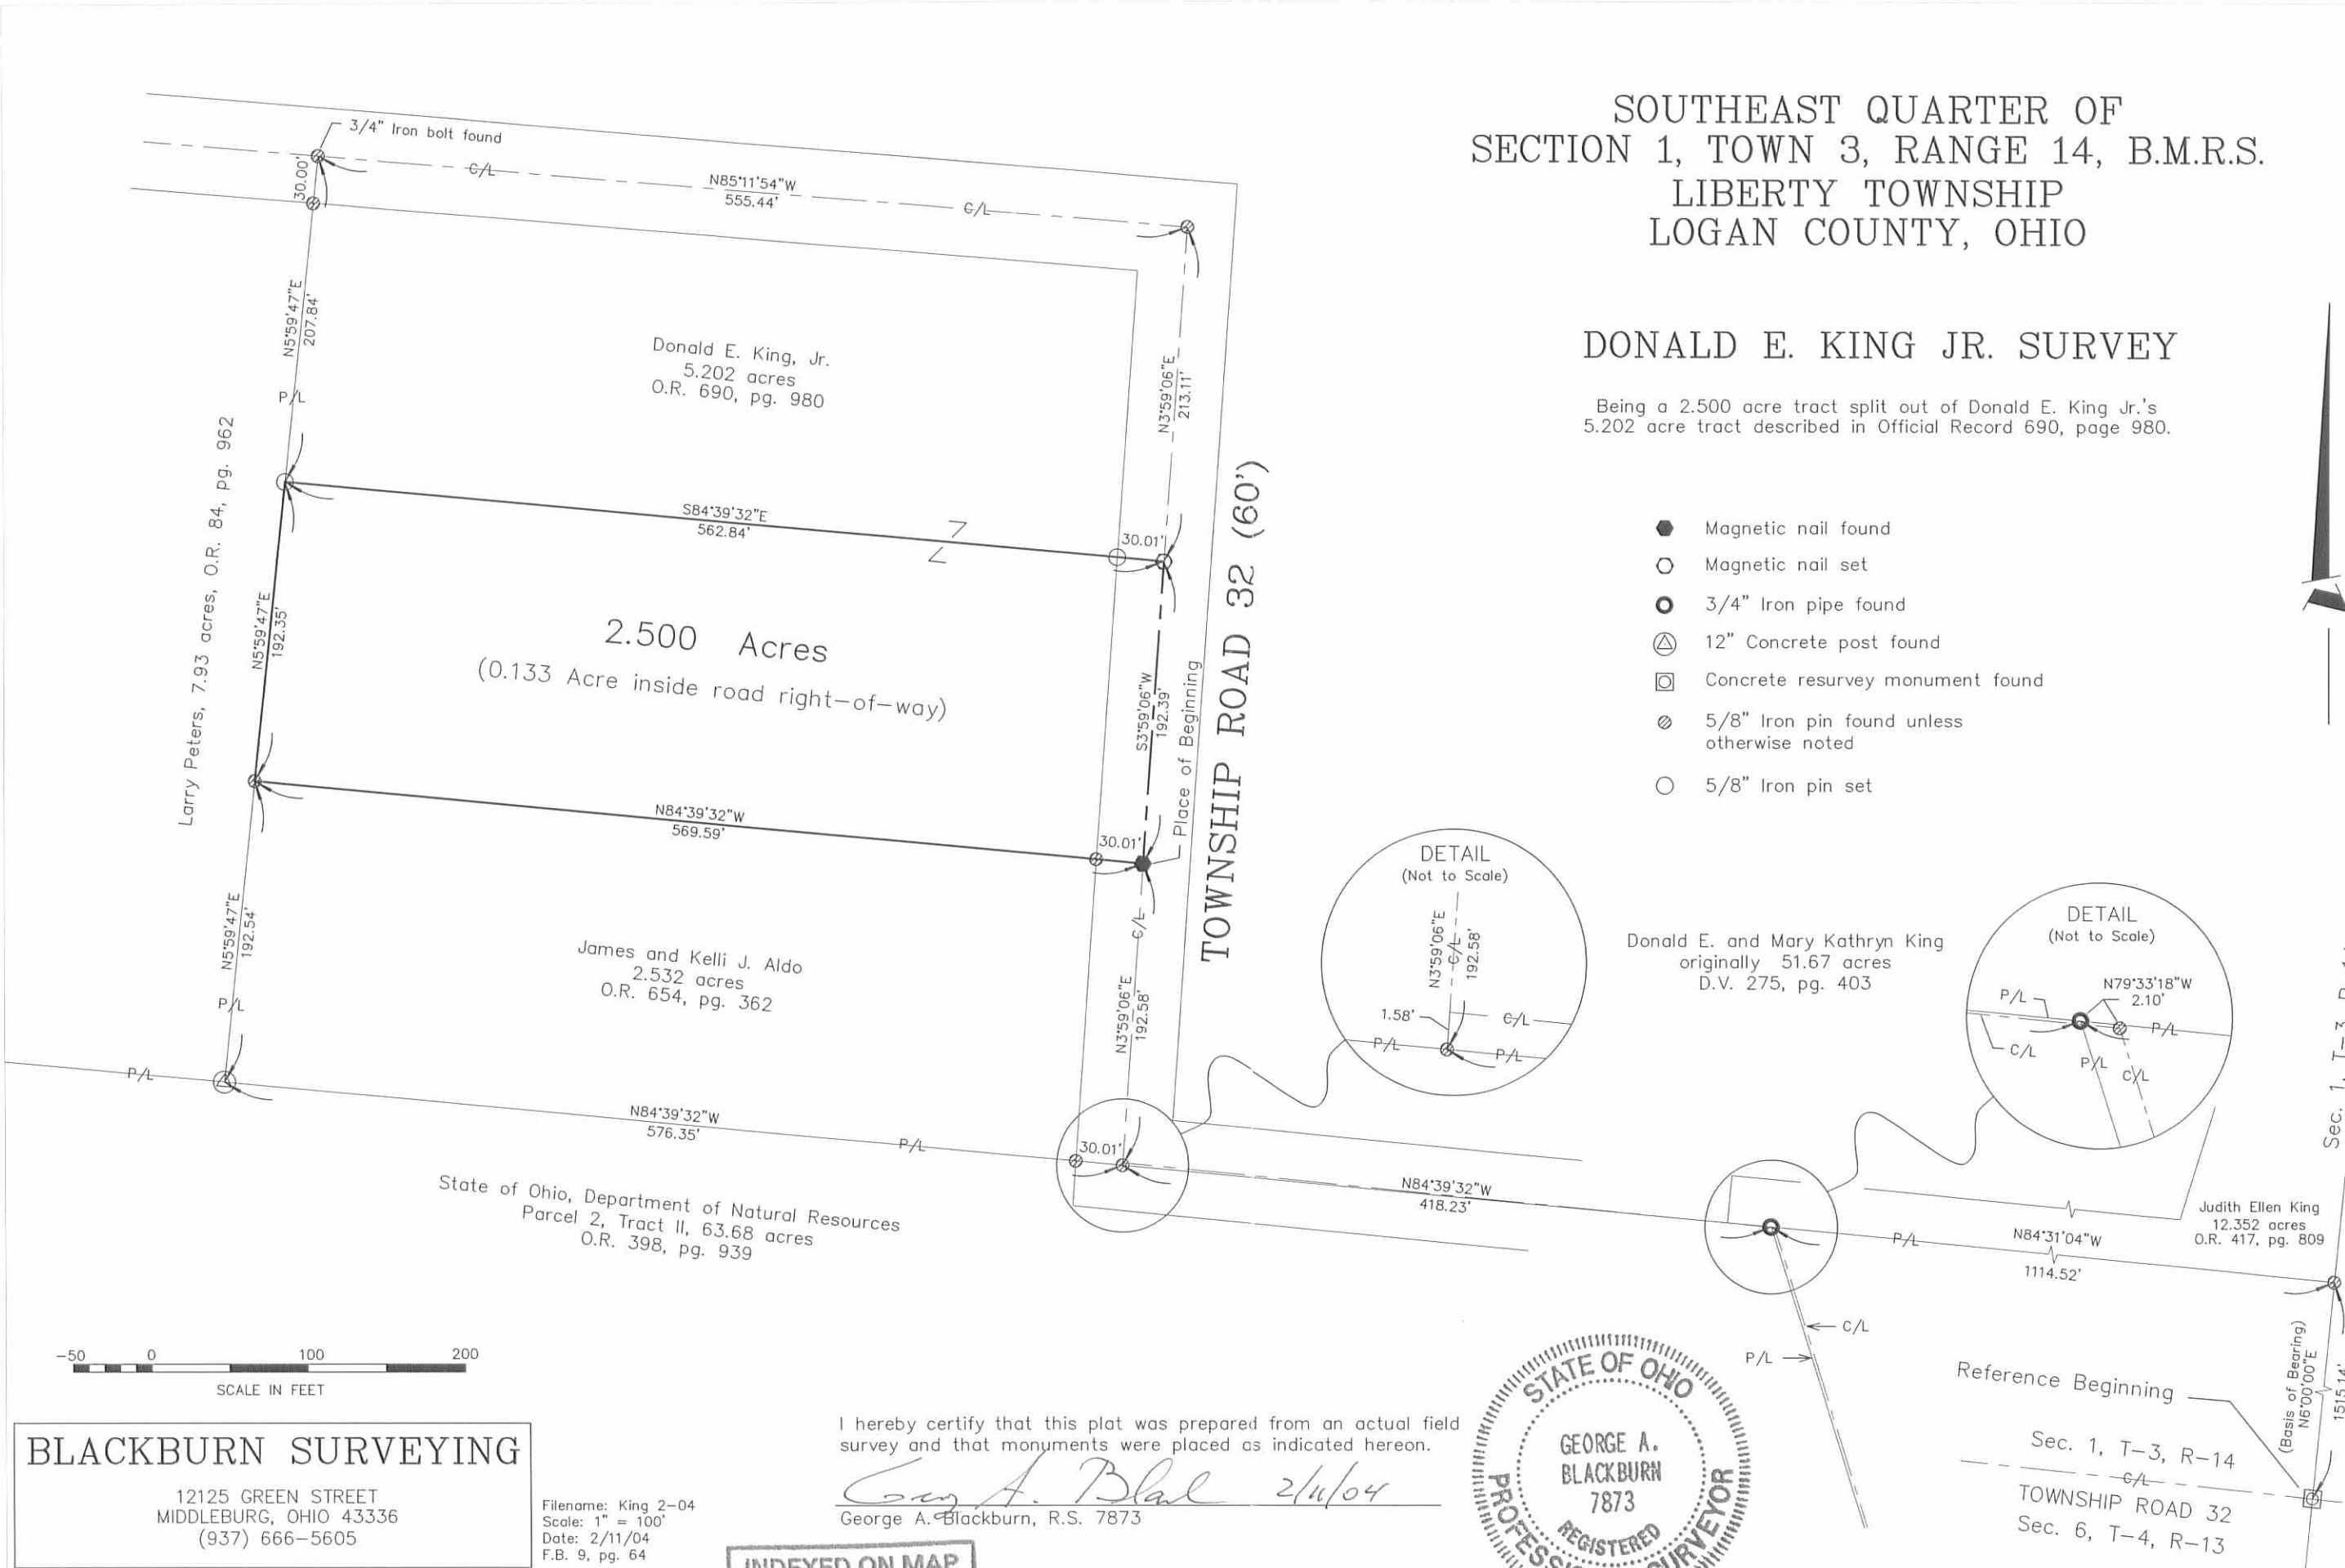 SOUTHEAST QUARTER OF
SECTION 1, TOWN 3, RANGE 14, B.M.R.S.
LIBERTY TOWNSHIP
LOGAN COUNTY, OHIO
DONALD E. KING JR. SURVEY
Being a 2.500 acre tract split out of Donald E. King Jr.'s
5.202 acre tract described in Official Record 690, page 980.
Magnetic nail found
Magnetic nail set
3/4" Iron pipe found
12" Concrete post found
Concrete resurvey monument found
5/8" Iron pin found unless
otherwise noted
5/8" Iron pin set
3/4" Iron bolt found
30.00'
C/L
N85°11'54"W
555.44'
C/L
N5°59'47"E
207.84'
P/L
Donald E. King, Jr.
5.202 acres
O.R. 690, pg. 980
N3°59'06"E
213.11'
Larry Peters, 7.93 acres, O.R. 84, pg. 962
S84°39'32"E
562.84'
30.01'
N5°59'47"E
192.35'
2.500 Acres
(0.133 Acre inside road right-of-way)
S3°59'06"W
192.39'
Place of Beginning
TOWNSHIP ROAD 32 (60')
N84°39'32"W
569.59'
30.01'
C/L
N5°59'47"E
192.54'
P/L
James and Kelli J. Aldo
2.532 acres
O.R. 654, pg. 362
N3°59'06"E
192.58'
P/L
N84°39'32"W
576.35'
P/L
30.01'
State of Ohio, Department of Natural Resources
Parcel 2, Tract II, 63.68 acres
O.R. 398, pg. 939
DETAIL
(Not to Scale)
N3°59'06"E
C/L
192.58'
1.58'
C/L
P/L
P/L
Donald E. and Mary Kathryn King
originally 51.67 acres
D.V. 275, pg. 403
DETAIL
(Not to Scale)
N79°33'18"W
2.10'
P/L
P/L
C/L
P/L
C/L
N84°39'32"W
418.23'
P/L
N84°31'04"W
1114.52'
Judith Ellen King
12.352 acres
O.R. 417, pg. 809
C/L
P/L
Reference Beginning
(Basis of Bearing)
N6°00'00"E
1515.14'
Sec. 1, T-3, R-14
C/L
TOWNSHIP ROAD 32
Sec. 6, T-4, R-13
-50 0 100 200
SCALE IN FEET
BLACKBURN SURVEYING
12125 GREEN STREET
MIDDLEBURG, OHIO 43336
(937) 666-5605
Filename: King 2-04
Scale: 1" = 100'
Date: 2/11/04
F.B. 9, pg. 64
I hereby certify that this plat was prepared from an actual field
survey and that monuments were placed as indicated hereon.
2/11/04
George A. Blackburn, R.S. 7873
STATE OF OHIO
GEORGE A.
BLACKBURN
7873
REGISTERED
SURVEYOR
INDEXED ON MAP